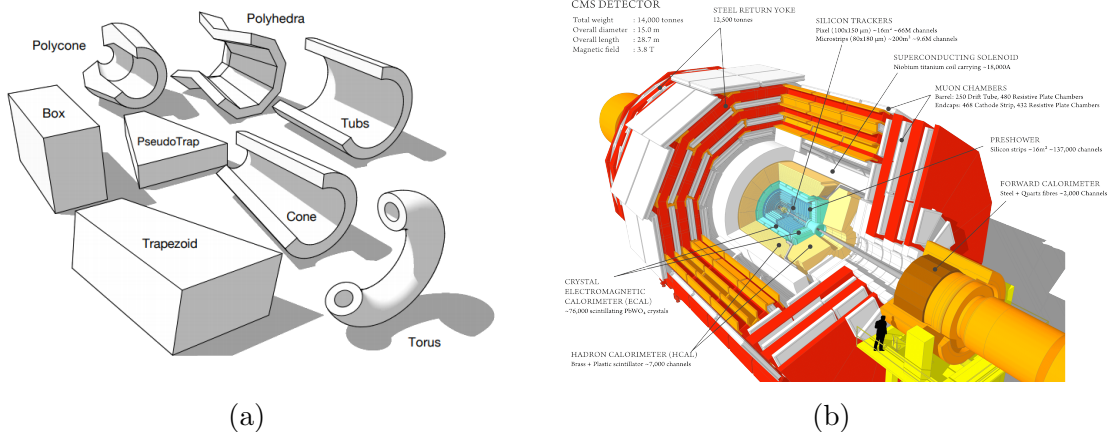 Polycone
Polyhedra
Box
PseudoTrap
Tubs
Cone
Trapezoid
Torus
(a)
CMS DETECTOR
Total weight : 14,000 tonnes
Overall diameter : 15.0 m
Overall length : 28.7 m
Magnetic field : 3.8 T
STEEL RETURN YOKE
12,500 tonnes
SILICON TRACKERS
Pixel (100x150 μm) ~16m² ~66M channels
Microstrips (80x180 μm) ~200m² ~9.6M channels
SUPERCONDUCTING SOLENOID
Niobium titanium coil carrying ~18,000A
MUON CHAMBERS
Barrel: 250 Drift Tube, 480 Resistive Plate Chambers
Endcaps: 468 Cathode Strip, 432 Resistive Plate Chambers
PRESHOWER
Silicon strips ~16m² ~137,000 channels
FORWARD CALORIMETER
Steel + Quartz fibres ~2,000 Channels
CRYSTAL
ELECTROMAGNETIC
CALORIMETER (ECAL)
~76,000 scintillating PbWO₄ crystals
HADRON CALORIMETER (HCAL)
Brass + Plastic scintillator ~7,000 channels
(b)